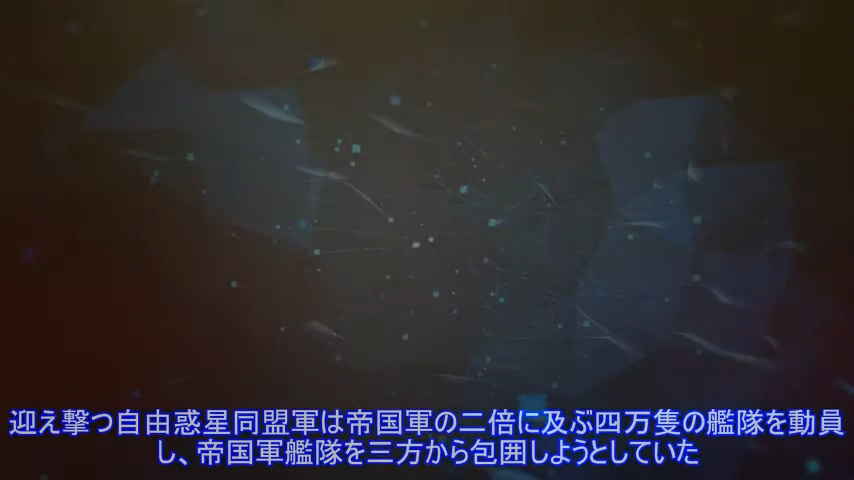 迎え撃つ自由惑星同盟軍は帝国軍の二倍に及ぶ四万隻の艦隊を動員
し、帝国軍艦隊を三方から包囲しようとしていた